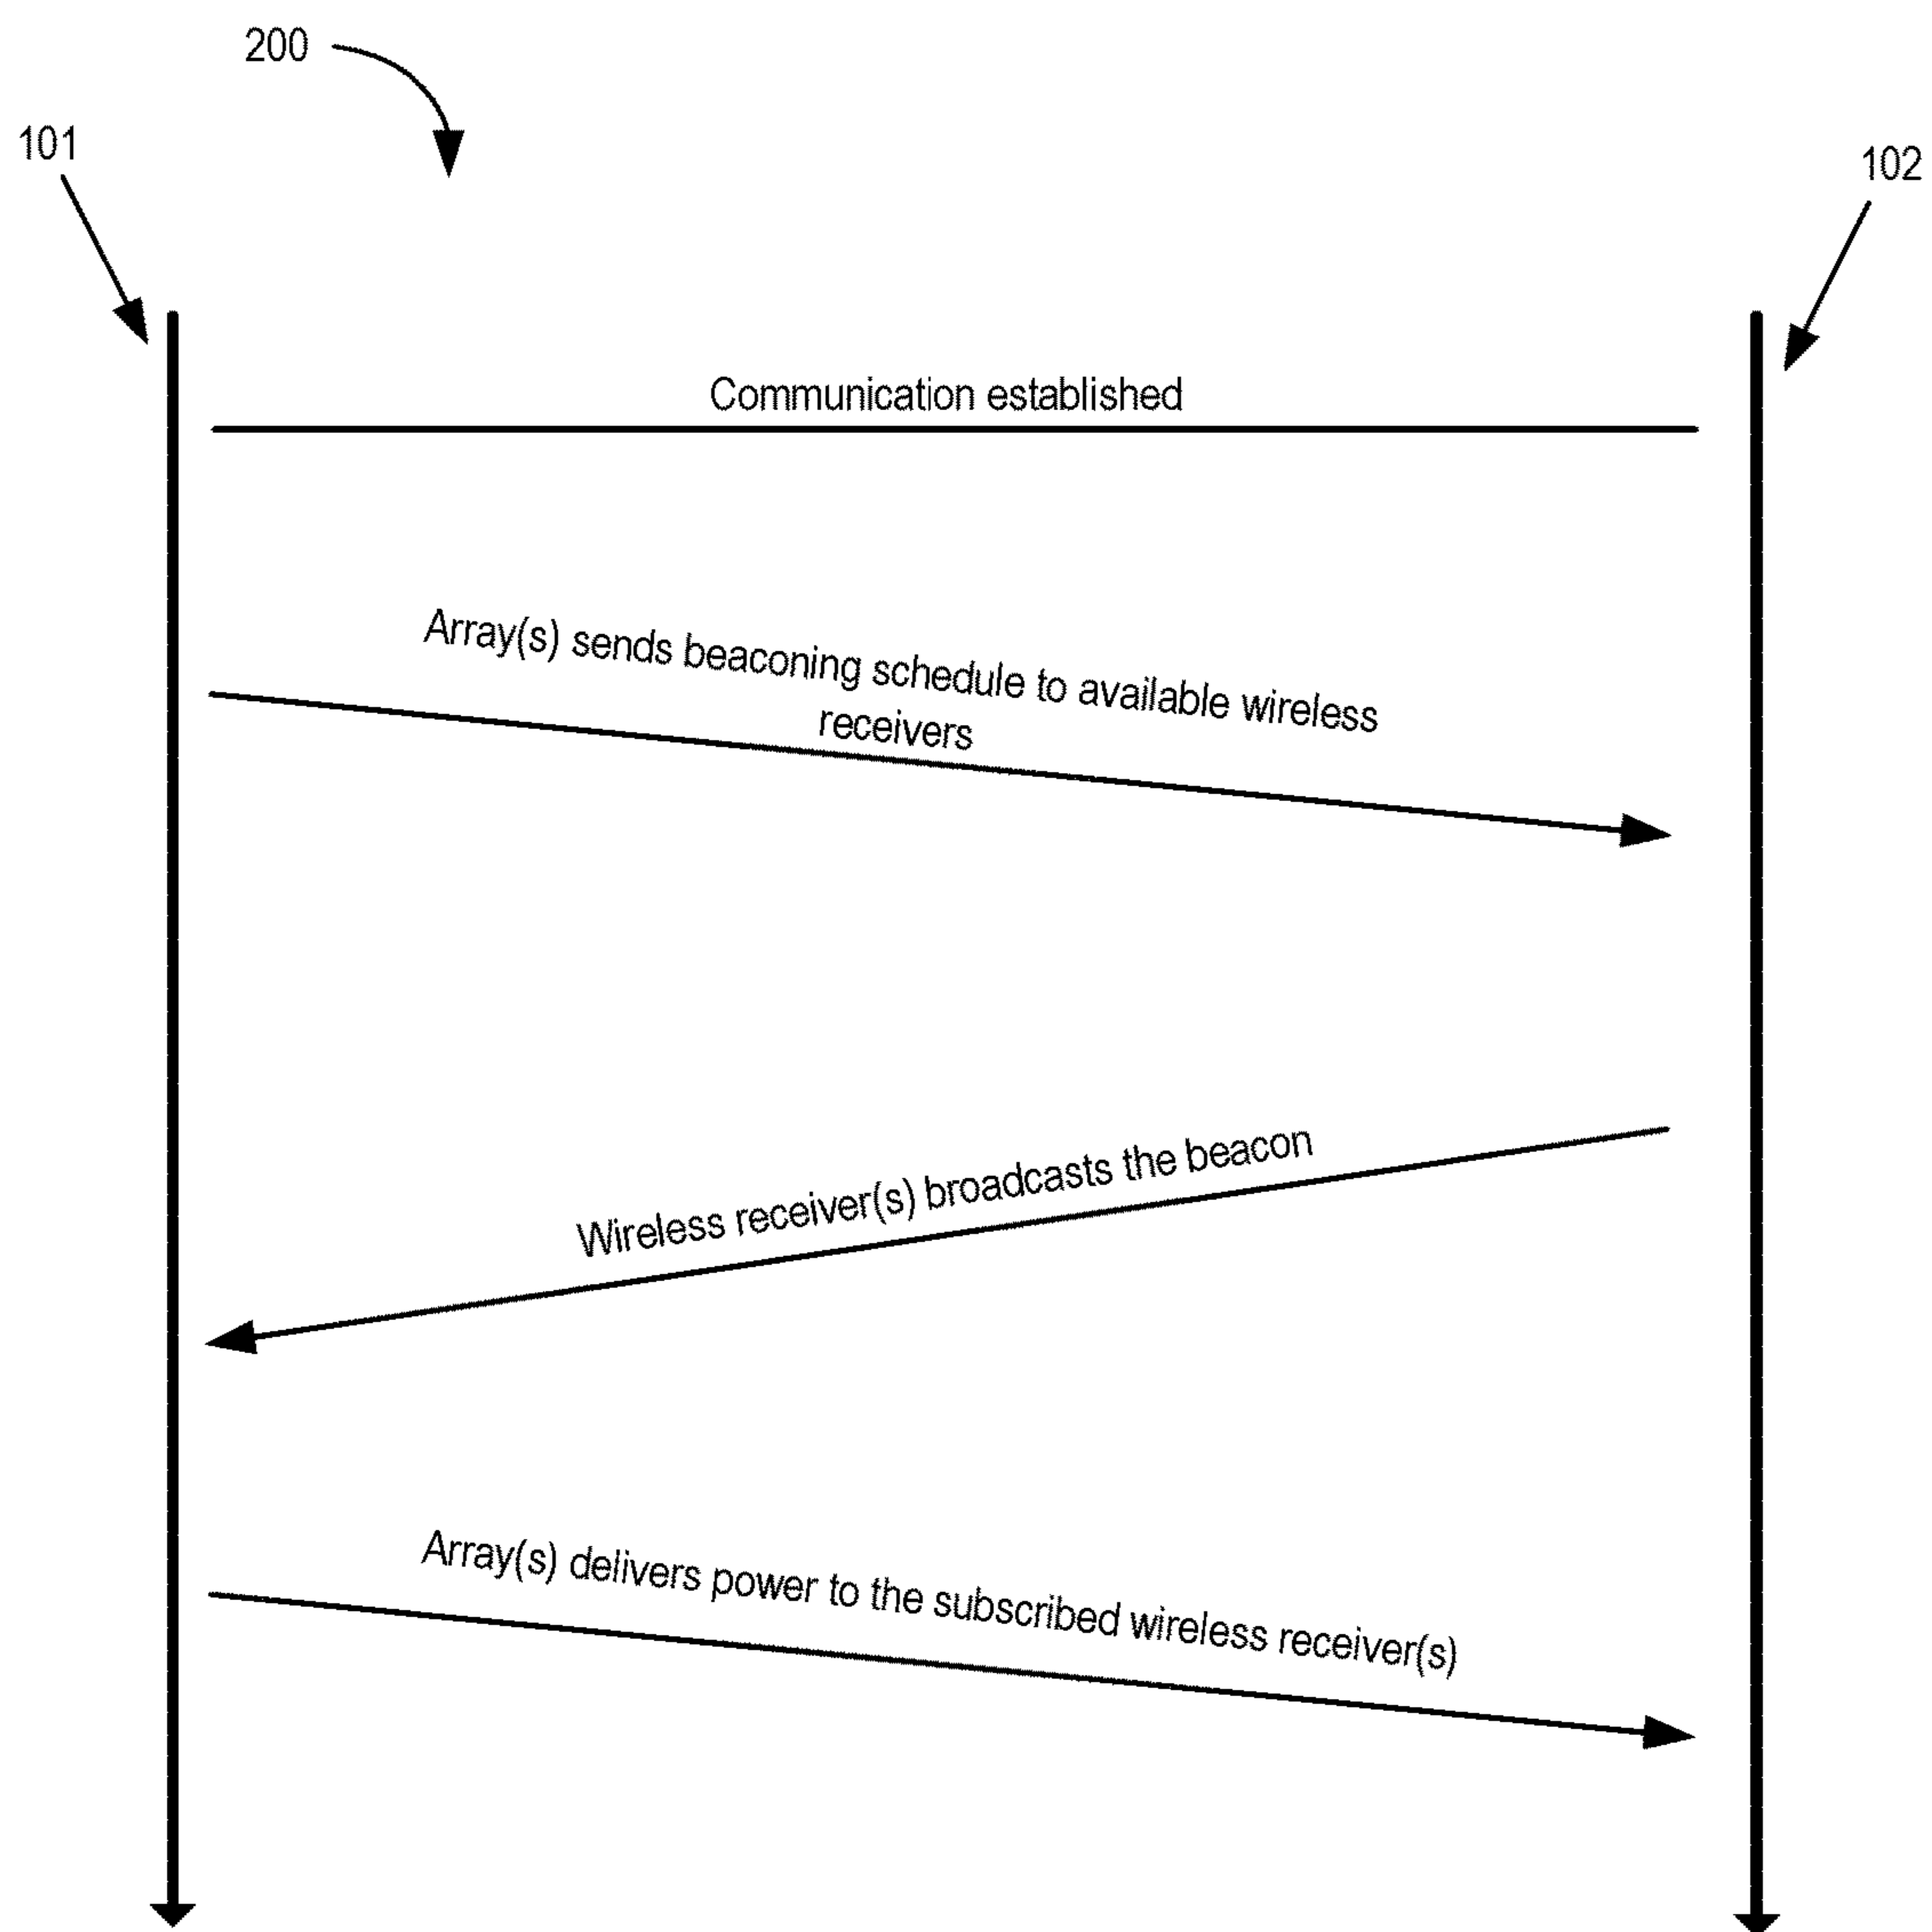 200
101
102
Communication established
Array(s) sends beaconing schedule to available wireless
receivers
Wireless receiver(s) broadcasts the beacon
Array(s) delivers power to the subscribed wireless receiver(s)